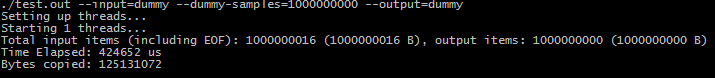 ./test.out --input=dummy --dummy-samples=1000000000 --output=dummy
Setting up threads...
Starting 1 threads...
Total input items (including EOF): 1000000016 (1000000016 B), output items: 1000000000 (1000000000 B)
Time Elapsed: 424652 us
Bytes copied: 125131072